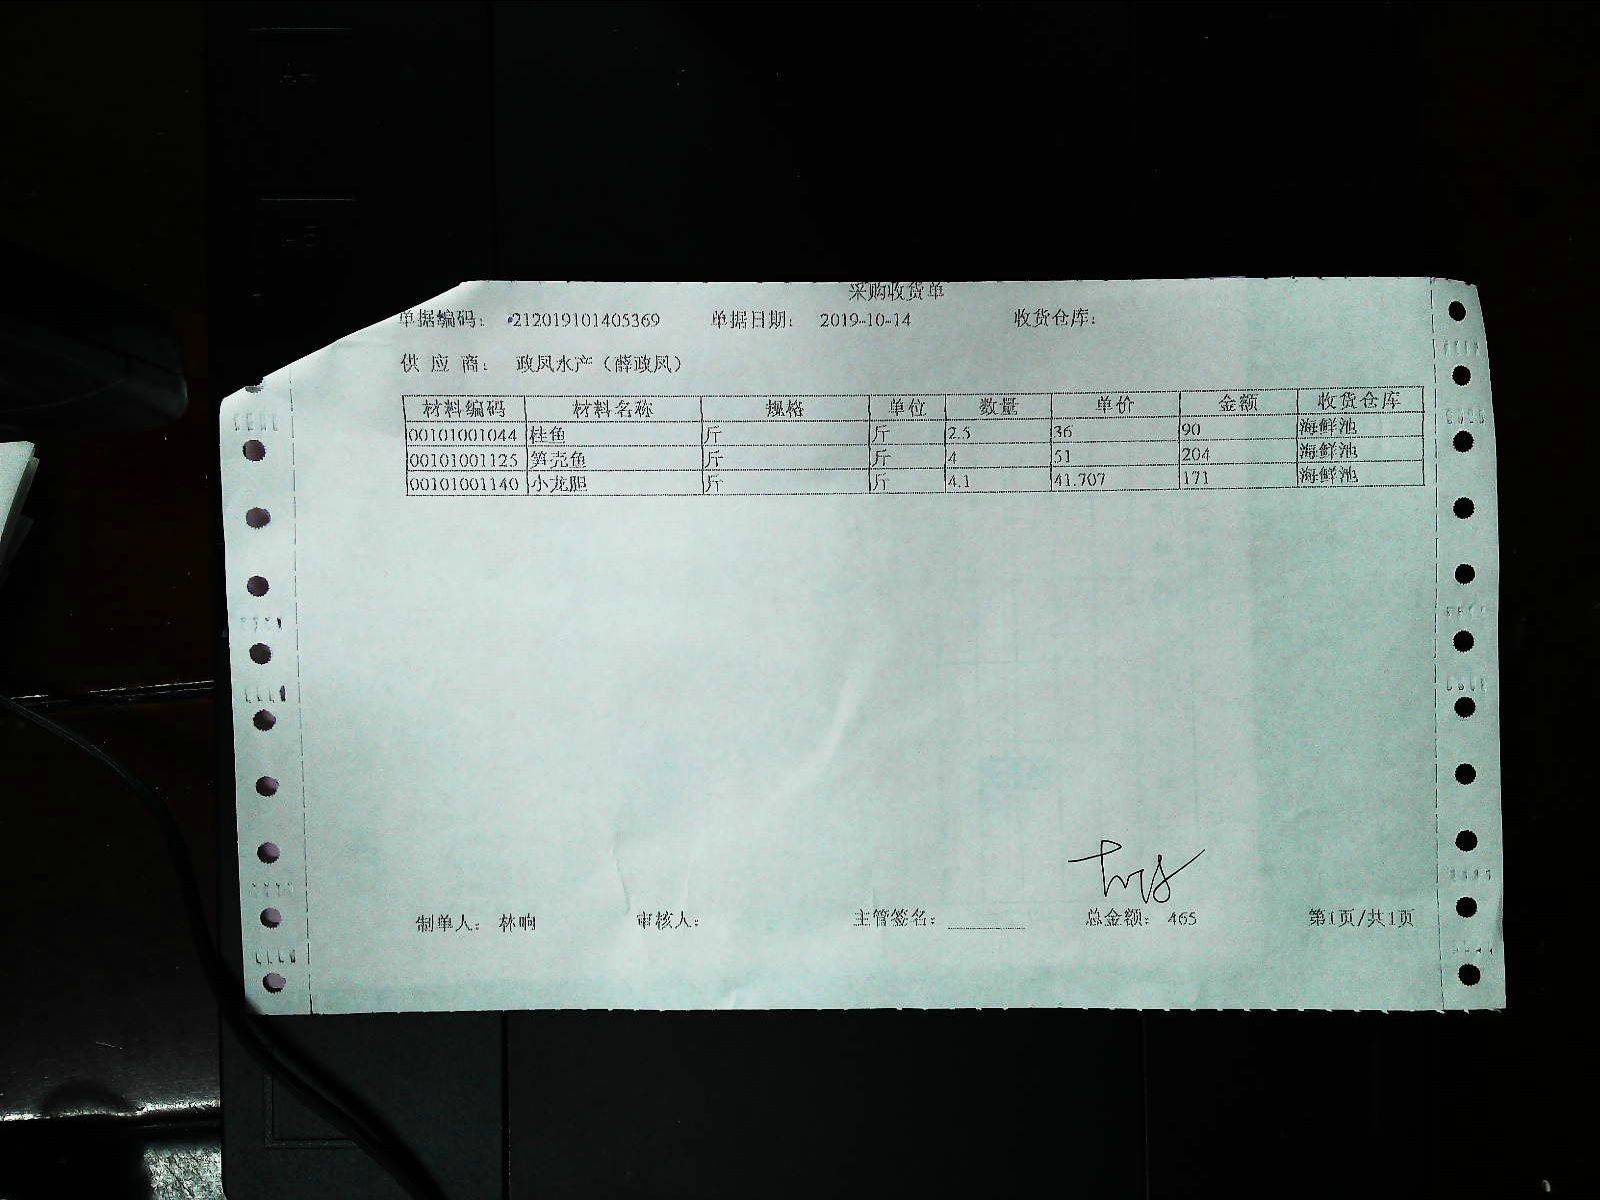 采购收货单
单据编码： 212019101405369 单据日期： 2019-10-14 收货仓库：
供 应 商： 政凤水产（薛政凤）
材料编码 材料名称 规格 单位 数量 单价 金额 收货仓库
00101001044 桂鱼 斤 斤 2.5 36 90 海鲜池
00101001125 笋壳鱼 斤 斤 4 51 204 海鲜池
00101001140 小龙胆 斤 斤 4.1 41.707 171 海鲜池
制单人： 林响 审核人： 主管签名： 总金额： 465 第1页/共1页